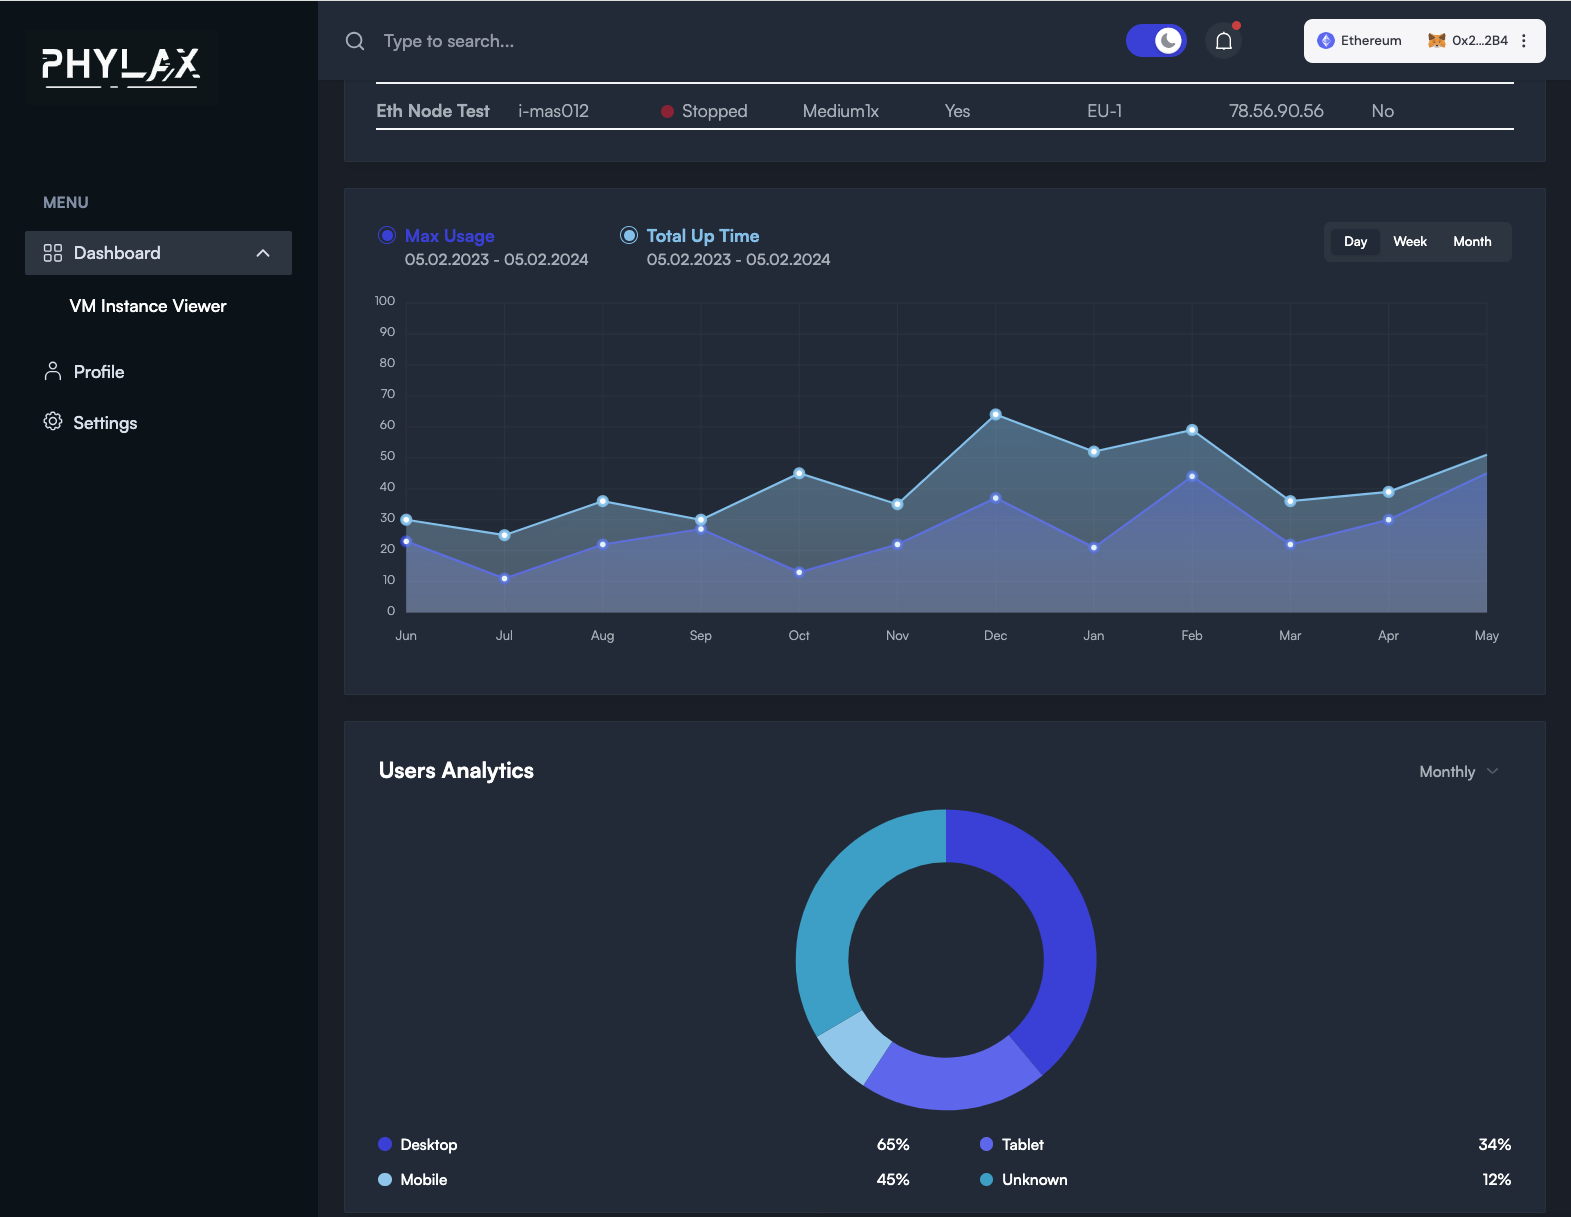 PHYLAX
Type to search...
Ethereum 0x2...2B4
Eth Node Test i-mas012 Stopped Medium1x Yes EU-1 78.56.90.56 No
MENU
Dashboard
VM Instance Viewer
Profile
Settings
Max Usage
05.02.2023 - 05.02.2024
Total Up Time
05.02.2023 - 05.02.2024
Day Week Month
100
90
80
70
60
50
40
30
20
10
0
Jun Jul Aug Sep Oct Nov Dec Jan Feb Mar Apr May
Users Analytics
Monthly
Desktop 65%
Tablet 34%
Mobile 45%
Unknown 12%